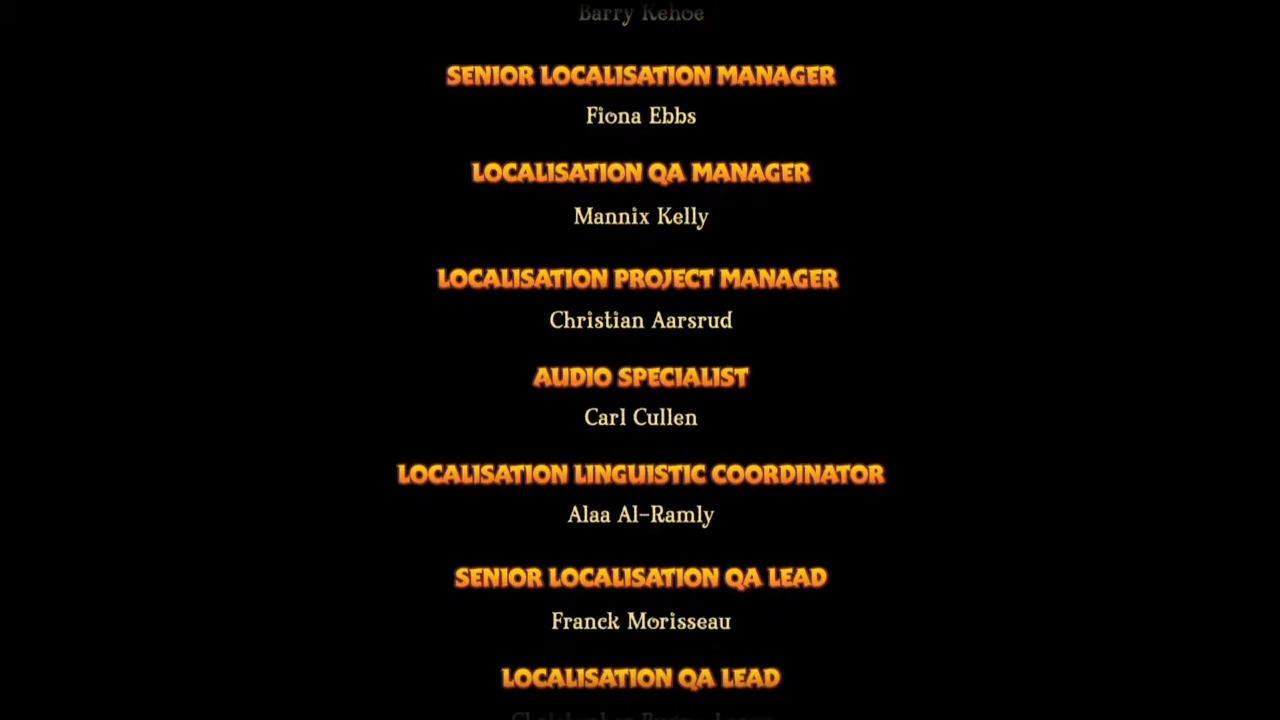 Barry Kehoe
SENIOR LOCALISATION MANAGER
Fiona Ebbs
LOCALISATION QA MANAGER
Mannix Kelly
LOCALISATION PROJECT MANAGER
Christian Aarsrud
AUDIO SPECIALIST
Carl Cullen
LOCALISATION LINGUISTIC COORDINATOR
Alaa Al-Ramly
SENIOR LOCALISATION QA LEAD
Franck Morisseau
LOCALISATION QA LEAD